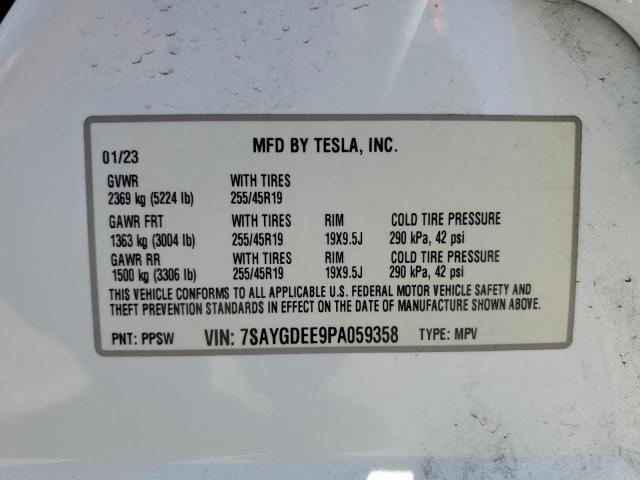 MFD BY TESLA, INC.
01/23
GVWR WITH TIRES
2369 kg (5224 lb) 255/45R19
GAWR FRT WITH TIRES RIM COLD TIRE PRESSURE
1363 kg (3004 lb) 255/45R19 19X9.5J 290 kPa, 42 psi
GAWR RR WITH TIRES RIM COLD TIRE PRESSURE
1500 kg (3306 lb) 255/45R19 19X9.5J 290 kPa, 42 psi
THIS VEHICLE CONFORMS TO ALL APPLICABLE U.S. FEDERAL MOTOR VEHICLE SAFETY AND
THEFT PREVENTION STANDARDS IN EFFECT ON THE DATE OF MANUFACTURE SHOWN ABOVE.
PNT: PPSW VIN: 7SAYGDEE9PA059358 TYPE: MPV